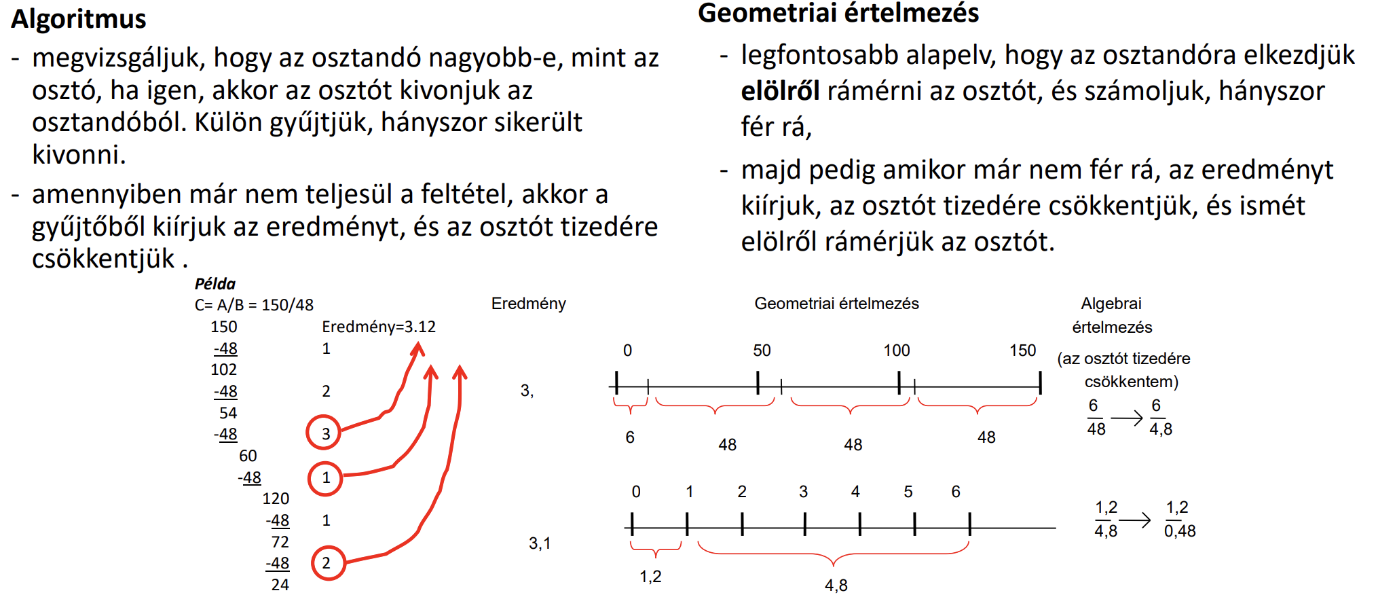 Algoritmus
- megvizsgáljuk, hogy az osztandó nagyobb-e, mint az
osztó, ha igen, akkor az osztót kivonjuk az
osztandóból. Külön gyűjtjük, hányszor sikerült
kivonni.
- amennyiben már nem teljesül a feltétel, akkor a
gyűjtőből kiírjuk az eredményt, és az osztót tizedére
csökkentjük .
Geometriai értelmezés
- legfontosabb alapelv, hogy az osztandóra elkezdjük
elölről rámérni az osztót, és számoljuk, hányszor
fér rá,
- majd pedig amikor már nem fér rá, az eredményt
kiírjuk, az osztót tizedére csökkentjük, és ismét
elölről rámérjük az osztót.
Példa
C= A/B = 150/48
150
Eredmény=3.12
-48 1
102
-48 2
54
-48 3
60
-48 1
120
-48 1
72
-48 2
24
Eredmény
3,
3,1
Geometriai értelmezés
0 50 100 150
6 48 48 48
0 1 2 3 4 5 6
1,2 4,8
Algebrai
értelmezés
(az osztót tizedére
csökkentem)
6 6
48 4,8
1,2 1,2
4,8 0,48